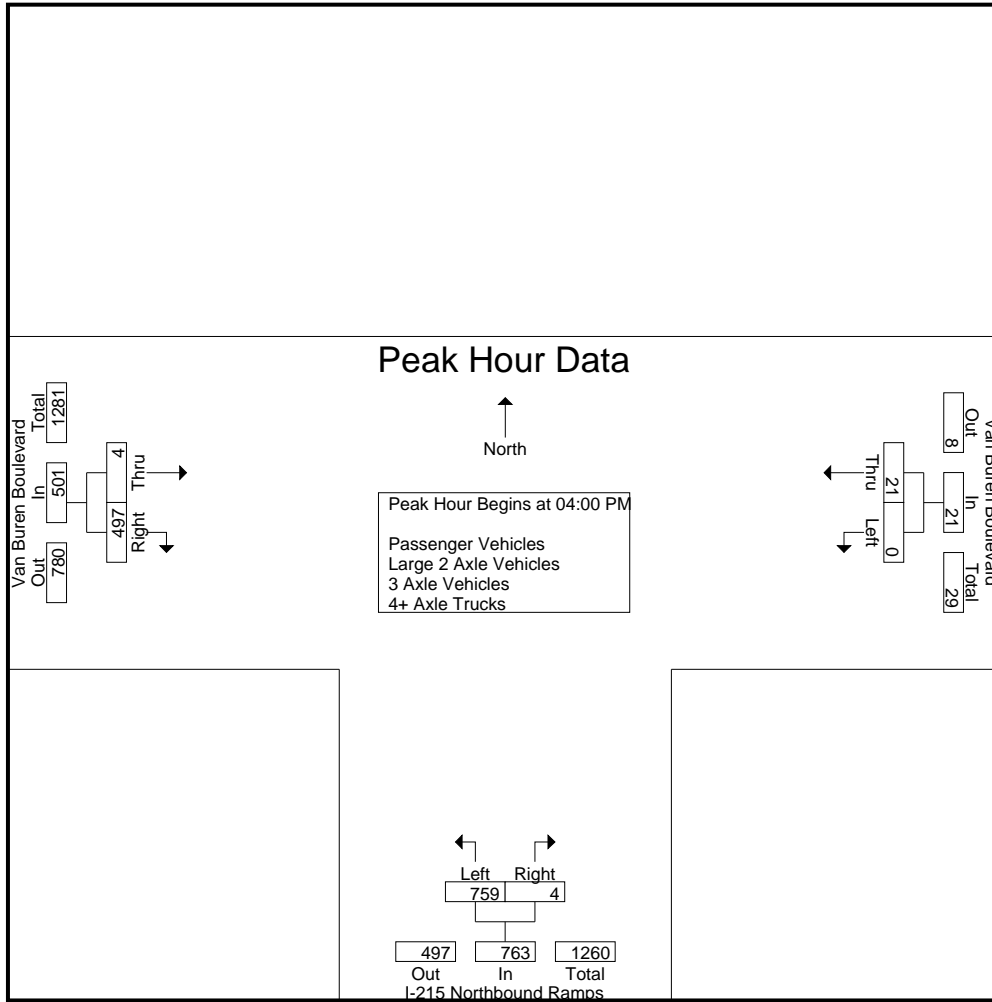 Peak Hour Data
North
Peak Hour Begins at 04:00 PM
Passenger Vehicles
Large 2 Axle Vehicles
3 Axle Vehicles
4+ Axle Trucks
Van Buren Boulevard
Out In Total
780 501 1281
Right Thru
497 4
Van Buren Boulevard
Out In Total
8 21 29
Thru Left
21 0
Left Right
759 4
497 763 1260
Out In Total
I-215 Northbound Ramps